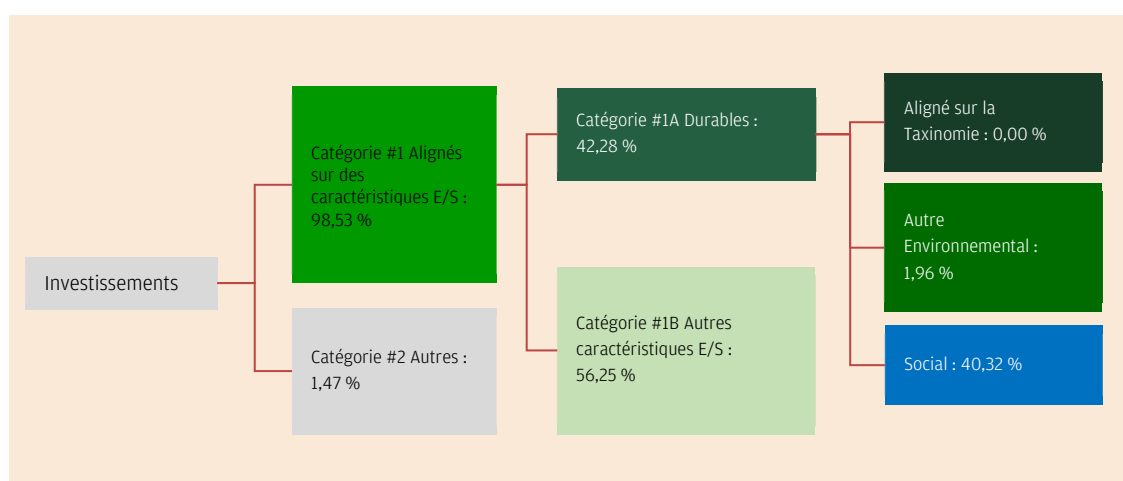 Investissements
Catégorie #1 Alignés
sur des
caractéristiques E/S :
98,53 %
Catégorie #2 Autres :
1,47 %
Catégorie #1A Durables :
42,28 %
Catégorie #1B Autres
caractéristiques E/S :
56,25 %
Aligné sur la
Taxinomie : 0,00 %
Autre
Environnemental :
1,96 %
Social : 40,32 %